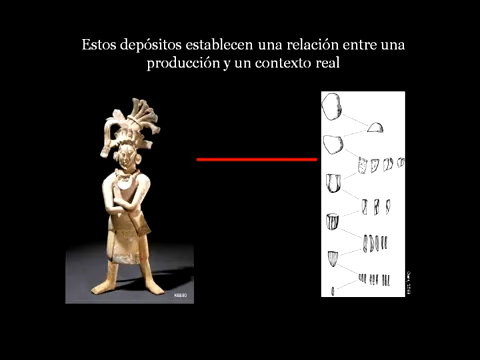 Estos depósitos establecen una relación entre una
producción y un contexto real